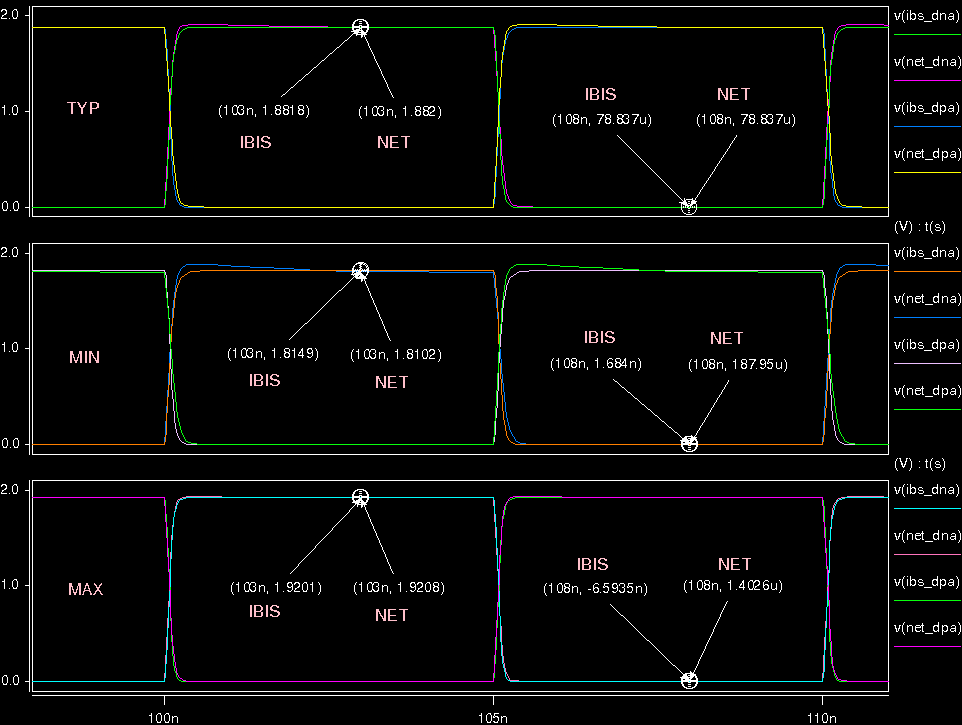 2.0
v(ibs_dna)
v(net_dna)
(103n, 1.8818)
(103n, 1.882)
IBIS
NET
TYP
1.0
(108n, 78.837u)
(108n, 78.837u)
v(ibs_dpa)
IBIS
NET
v(net_dpa)
0.0
(V) : t(s)
2.0
v(ibs_dna)
v(net_dna)
IBIS
NET
1.0
MIN
(103n, 1.8149)
(103n, 1.8102)
(108n, 1.684n)
(108n, 187.95u)
v(ibs_dpa)
IBIS
NET
v(net_dpa)
0.0
(V) : t(s)
2.0
v(ibs_dna)
v(net_dna)
IBIS
NET
1.0
MAX
(103n, 1.9201)
(103n, 1.9208)
(108n, -6.5935n)
(108n, 1.4026u)
v(ibs_dpa)
IBIS
NET
v(net_dpa)
0.0
100n
105n
110n